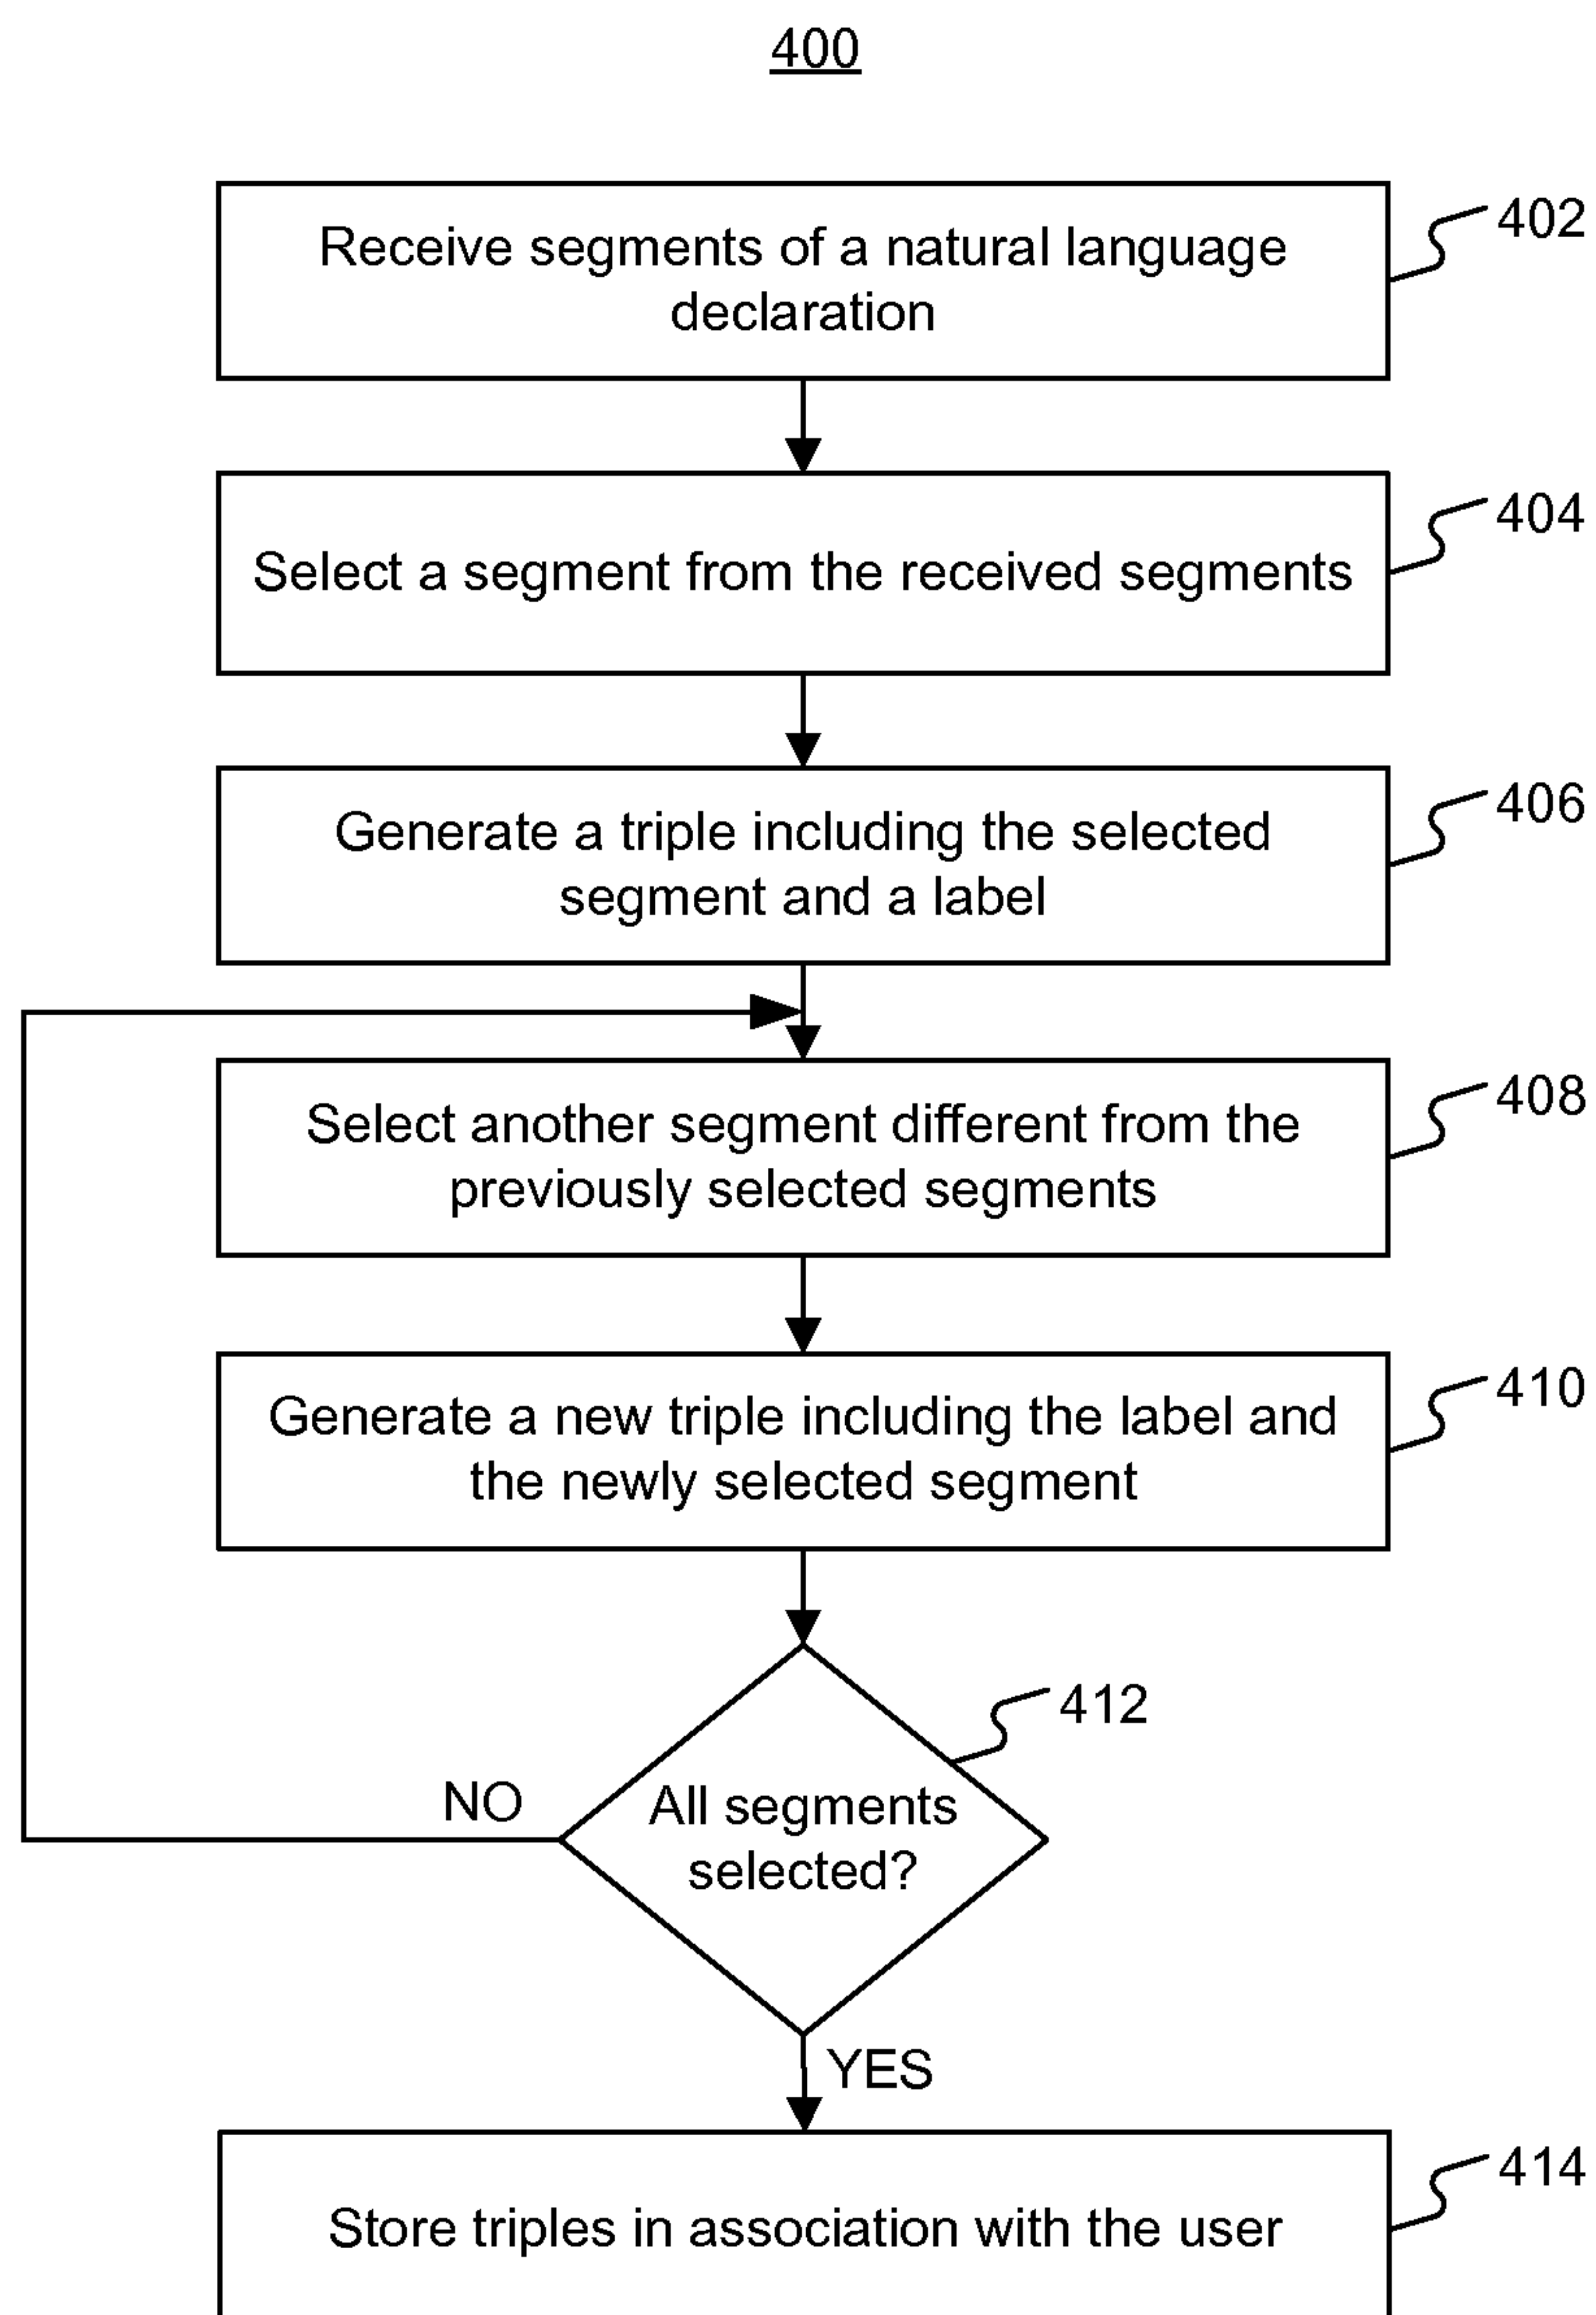 400
Receive segments of a natural language
declaration
402
Select a segment from the received segments
404
Generate a triple including the selected
segment and a label
406
Select another segment different from the
previously selected segments
408
Generate a new triple including the label and
the newly selected segment
410
412
All segments
selected?
NO
YES
Store triples in association with the user
414